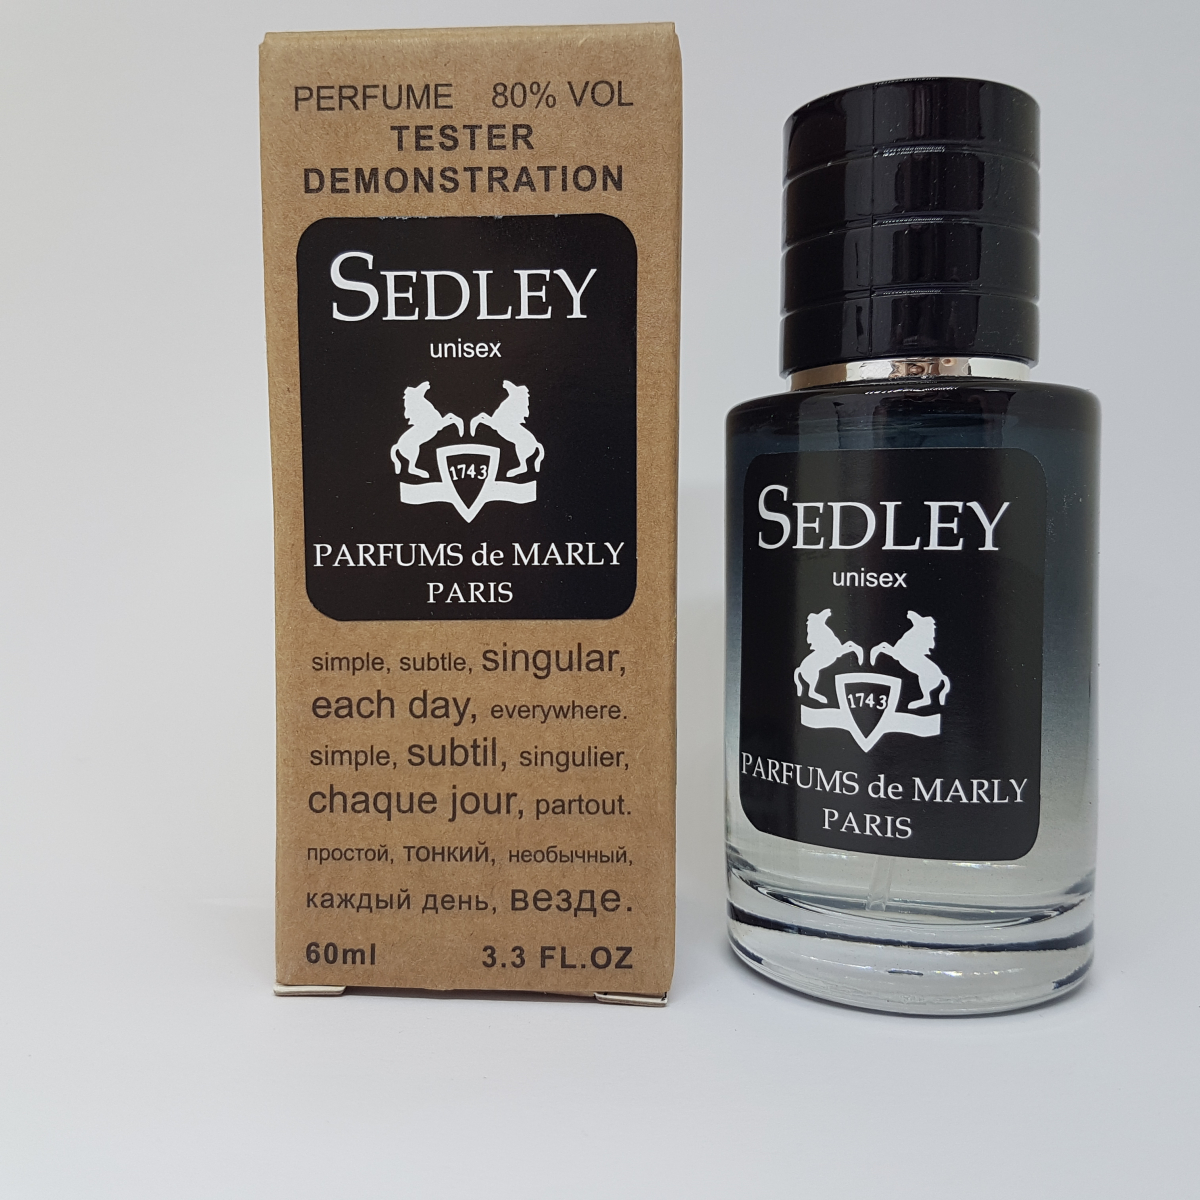 PERFUME 80% VOL
TESTER
DEMONSTRATION
SEDLEY
unisex
1743
PARFUMS de MARLY
PARIS
simple, subtle, singular,
each day, everywhere.
simple, subtil, singulier,
chaque jour, partout.
простой, тонкий, необычный,
каждый день, везде.
60ml 3.3 FL.OZ
SEDLEY
unisex
1743
PARFUMS de MARLY
PARIS